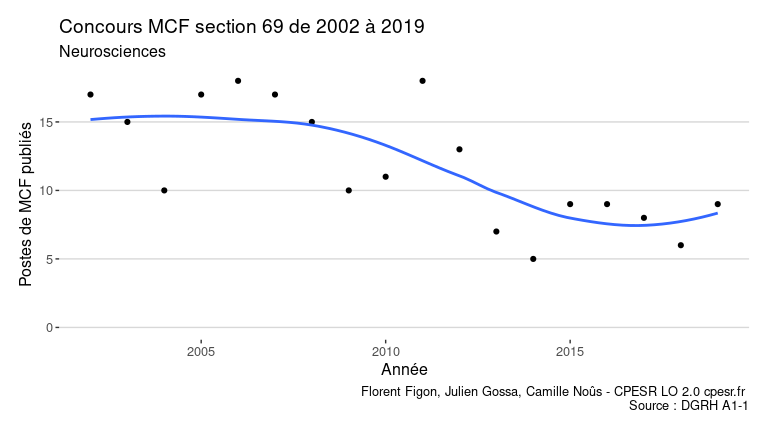 Concours MCF section 69 de 2002 à 2019
Neurosciences
Postes de MCF publiés
15
10
5
0
2005
2010
2015
Année
Florent Figon, Julien Gossa, Camille Noûs - CPESR LO 2.0 cpesr.fr
Source : DGRH A1-1